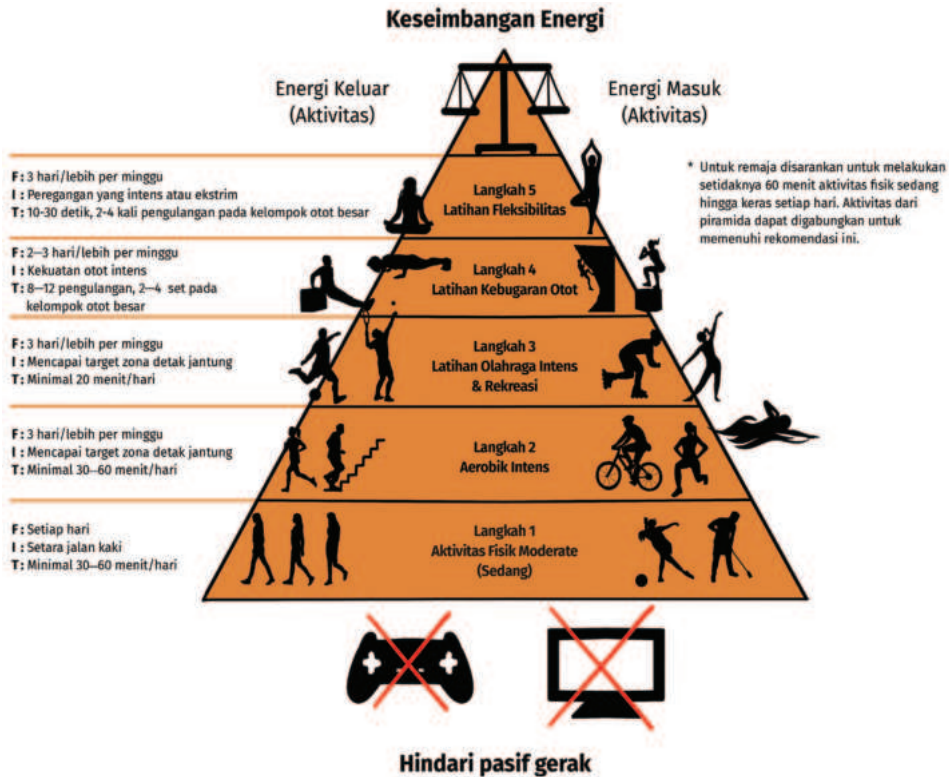 Keseimbangan Energi
Energi Keluar
(Aktivitas)
Energi Masuk
(Aktivitas)
F: 3 hari/lebih per minggu
I : Peregangan yang intens atau ekstrim
T: 10-30 detik, 2-4 kali pengulangan pada kelompok otot besar
Langkah 5
Latihan Fleksibilitas
* Untuk remaja disarankan untuk melakukan
setidaknya 60 menit aktivitas fisik sedang
hingga keras setiap hari. Aktivitas dari
piramida dapat digabungkan untuk
memenuhi rekomendasi ini.
F: 2—3 hari/lebih per minggu
I : Kekuatan otot intens
T: 8—12 pengulangan, 2—4 set pada
kelompok otot besar
Langkah 4
Latihan Kebugaran Otot
F: 3 hari/lebih per minggu
I : Mencapai target zona detak jantung
T: Minimal 20 menit/hari
Langkah 3
Latihan Olahraga Intens
& Rekreasi
F: 3 hari/lebih per minggu
I : Mencapai target zona detak jantung
T: Minimal 30—60 menit/hari
Langkah 2
Aerobik Intens
F: Setiap hari
I : Setara jalan kaki
T: Minimal 30—60 menit/hari
Langkah 1
Aktivitas Fisik Moderate
(Sedang)
Hindari pasif gerak